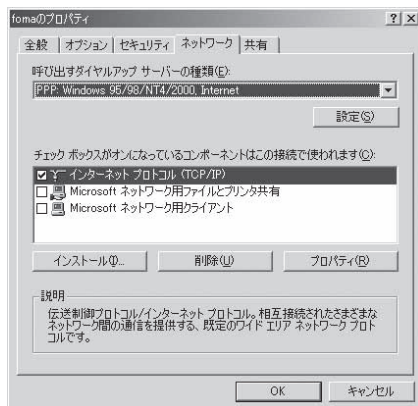 fomaのプロパティ
全般
オプション
セキュリティ
ネットワーク
共有
呼び出すダイヤルアップ サーバーの種類(E):
PPP: Windows 95/98/NT4/2000, Internet
設定(S)
チェック ボックスがオンになっているコンポーネントはこの接続で使われます(C):
インターネット プロトコル (TCP/IP)
Microsoft ネットワーク用ファイルとプリンタ共有
Microsoft ネットワーク用クライアント
インストール(I)...
削除(U)
プロパティ(R)
説明
伝送制御プロトコル/インターネット プロトコル。相互接続されたさまざまな
ネットワーク間の通信を提供する、既定のワイド エリア ネットワーク プロト
コルです。
OK
キャンセル